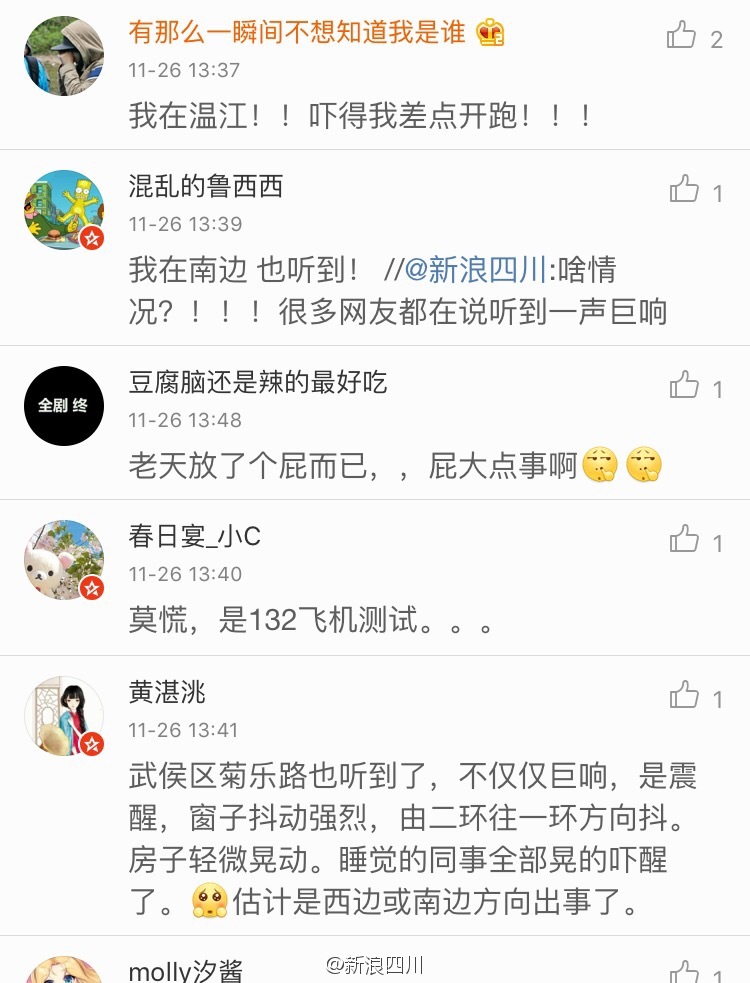 有那么一瞬间不想知道我是谁
2
11-26 13:37
我在温江！！吓得我差点开跑！！！
混乱的鲁西西
1
11-26 13:39
我在南边 也听到！ //@新浪四川:啥情
况？！！！很多网友都在说听到一声巨响
全剧 终
豆腐脑还是辣的最好吃
1
11-26 13:48
老天放了个屁而已，，屁大点事啊
春日宴_小C
1
11-26 13:40
莫慌，是132飞机测试。。。
黄湛洮
1
11-26 13:41
武侯区菊乐路也听到了，不仅仅巨响，是震
醒，窗子抖动强烈，由二环往一环方向抖。
房子轻微晃动。睡觉的同事全部晃的吓醒
了。估计是西边或南边方向出事了。
molly汐酱
1
@新浪四川